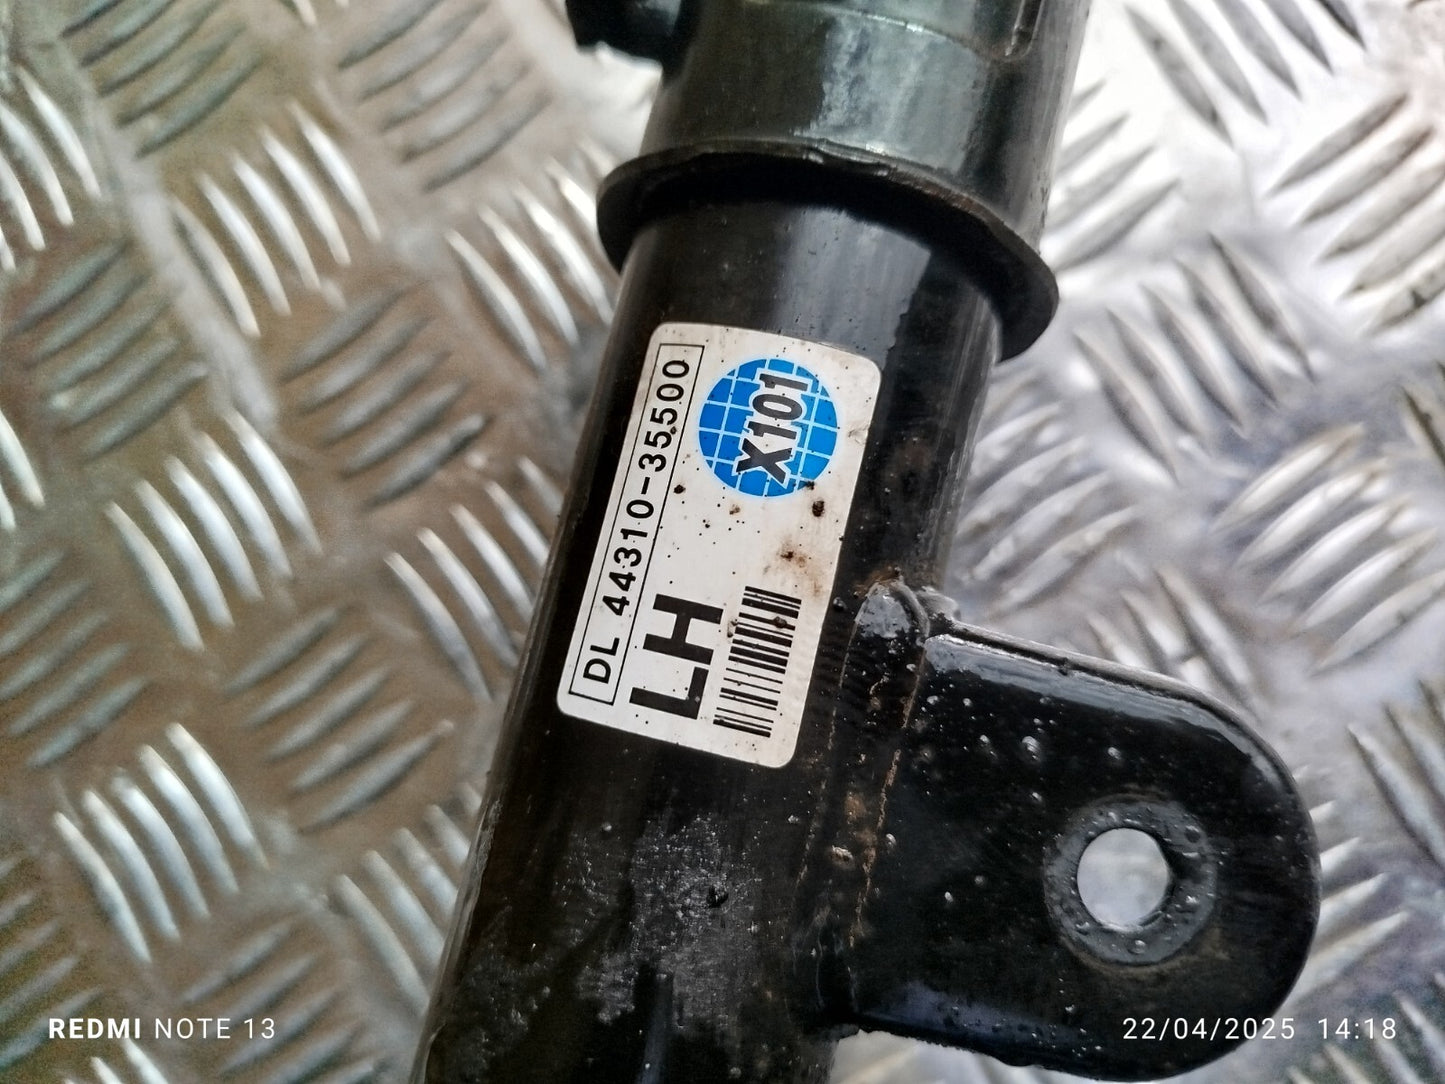 DL 44310-35500
X101
LH
REDMI NOTE 13
22/04/2025 14:18